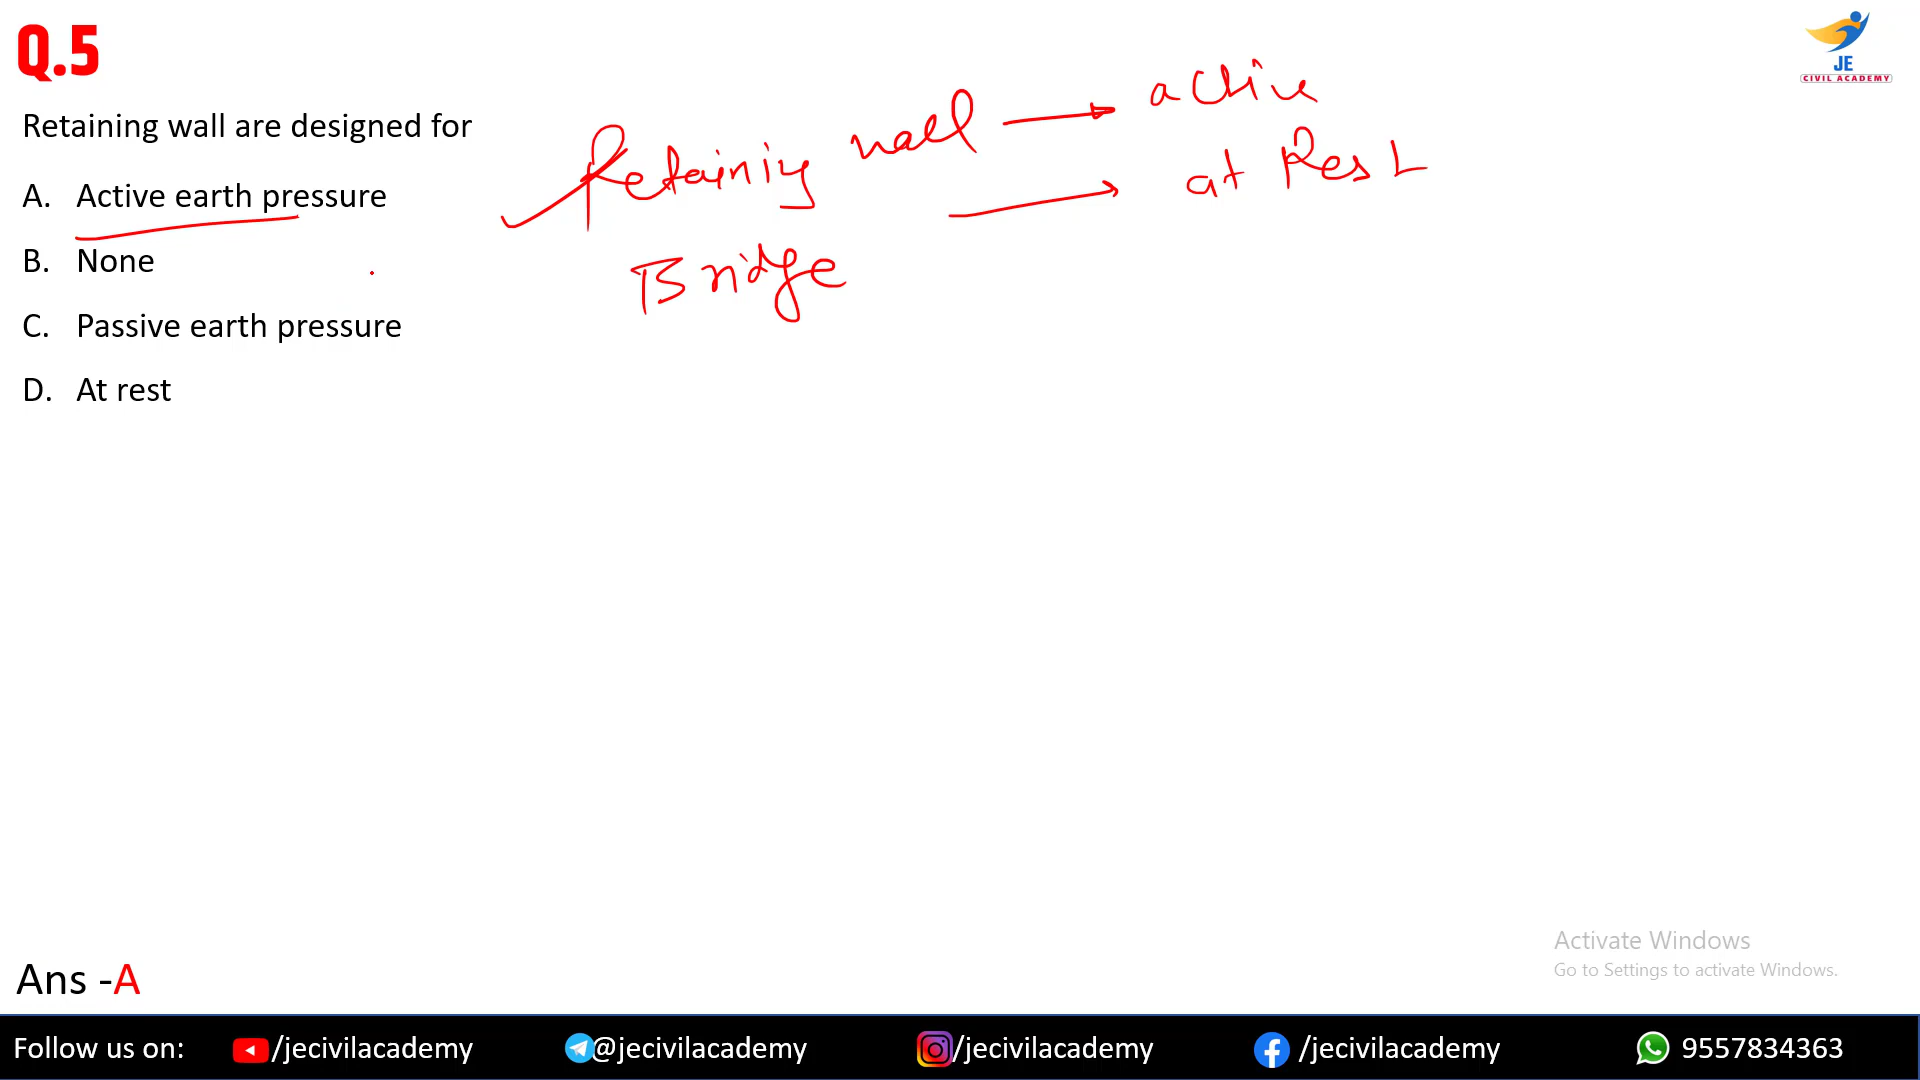 Q.5
JE
CIVIL ACADEMY
Retaining wall are designed for
Retaining wall → active
A. Active earth pressure
→ at Rest
B. None
Bridge
C. Passive earth pressure
D. At rest
Activate Windows
Go to Settings to activate Windows.
Ans -A
Follow us on: /jecivilacademy @jecivilacademy /jecivilacademy /jecivilacademy 9557834363